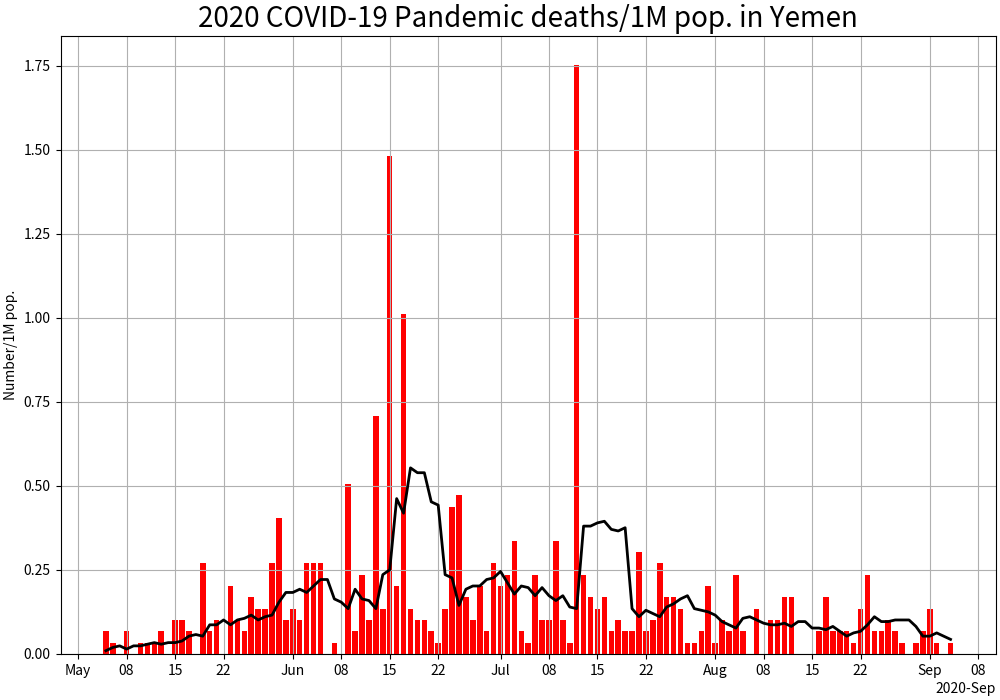 2020 COVID-19 Pandemic deaths/1M pop. in Yemen
Number/1M pop.
1.75
1.50
1.25
1.00
0.75
0.50
0.25
0.00
May 08 15 22 Jun 08 15 22 Jul 08 15 22 Aug 08 15 22 Sep 08
2020-Sep